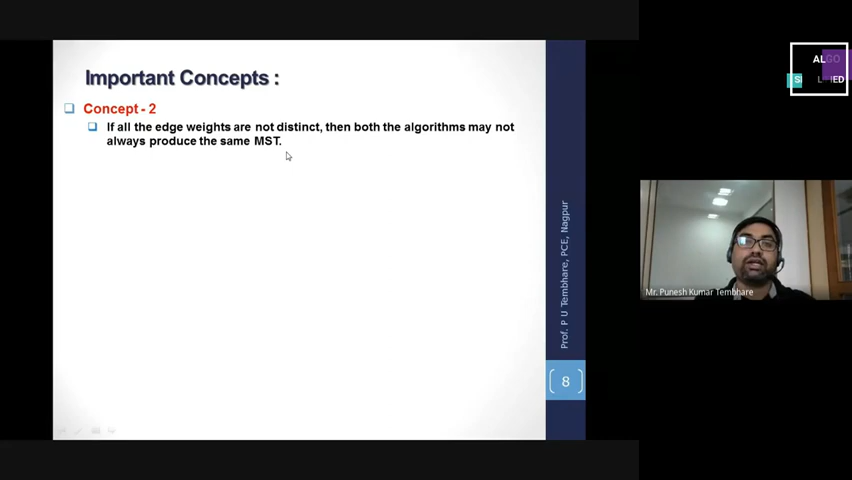 Important Concepts :
Concept - 2
If all the edge weights are not distinct, then both the algorithms may not
always produce the same MST.
Prof. P U Tembhare, PCE, Nagpur
8
ALGO
Mr. Punesh Kumar Tembhare